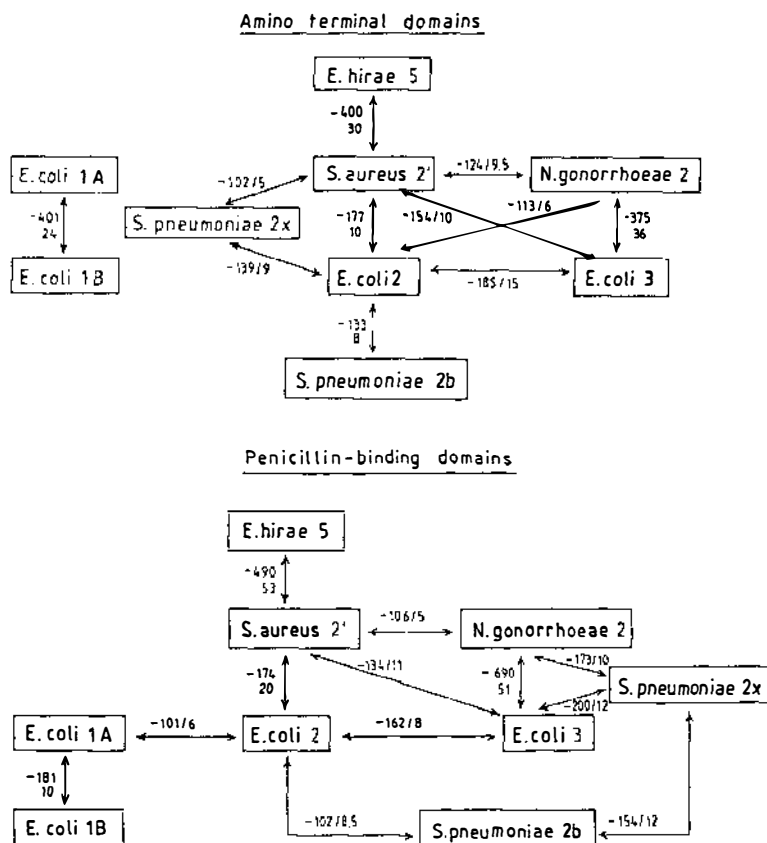 Amino terminal domains
E. hirae 5
-400
30
E.coli 1A
-102/5
S. aureus 2'
-124/9.5
N. gonorrhoeae 2
-401
24
S. pneumoniae 2x
-177
10
-154/10
-113/6
-375
36
E.coli 1B
-139/9
E.coli 2
-185/15
E.coli 3
-133
8
S. pneumoniae 2b
Penicillin-binding domains
E. hirae 5
-490
53
S. aureus 2'
-106/5
N. gonorrhoeae 2
-174
20
-134/11
-690
51
-173/10
S. pneumoniae 2x
-200/12
E.coli 1A
-101/6
E.coli 2
-162/8
E.coli 3
-181
10
E.coli 1B
-102/8.5
S.pneumoniae 2b
-154/12